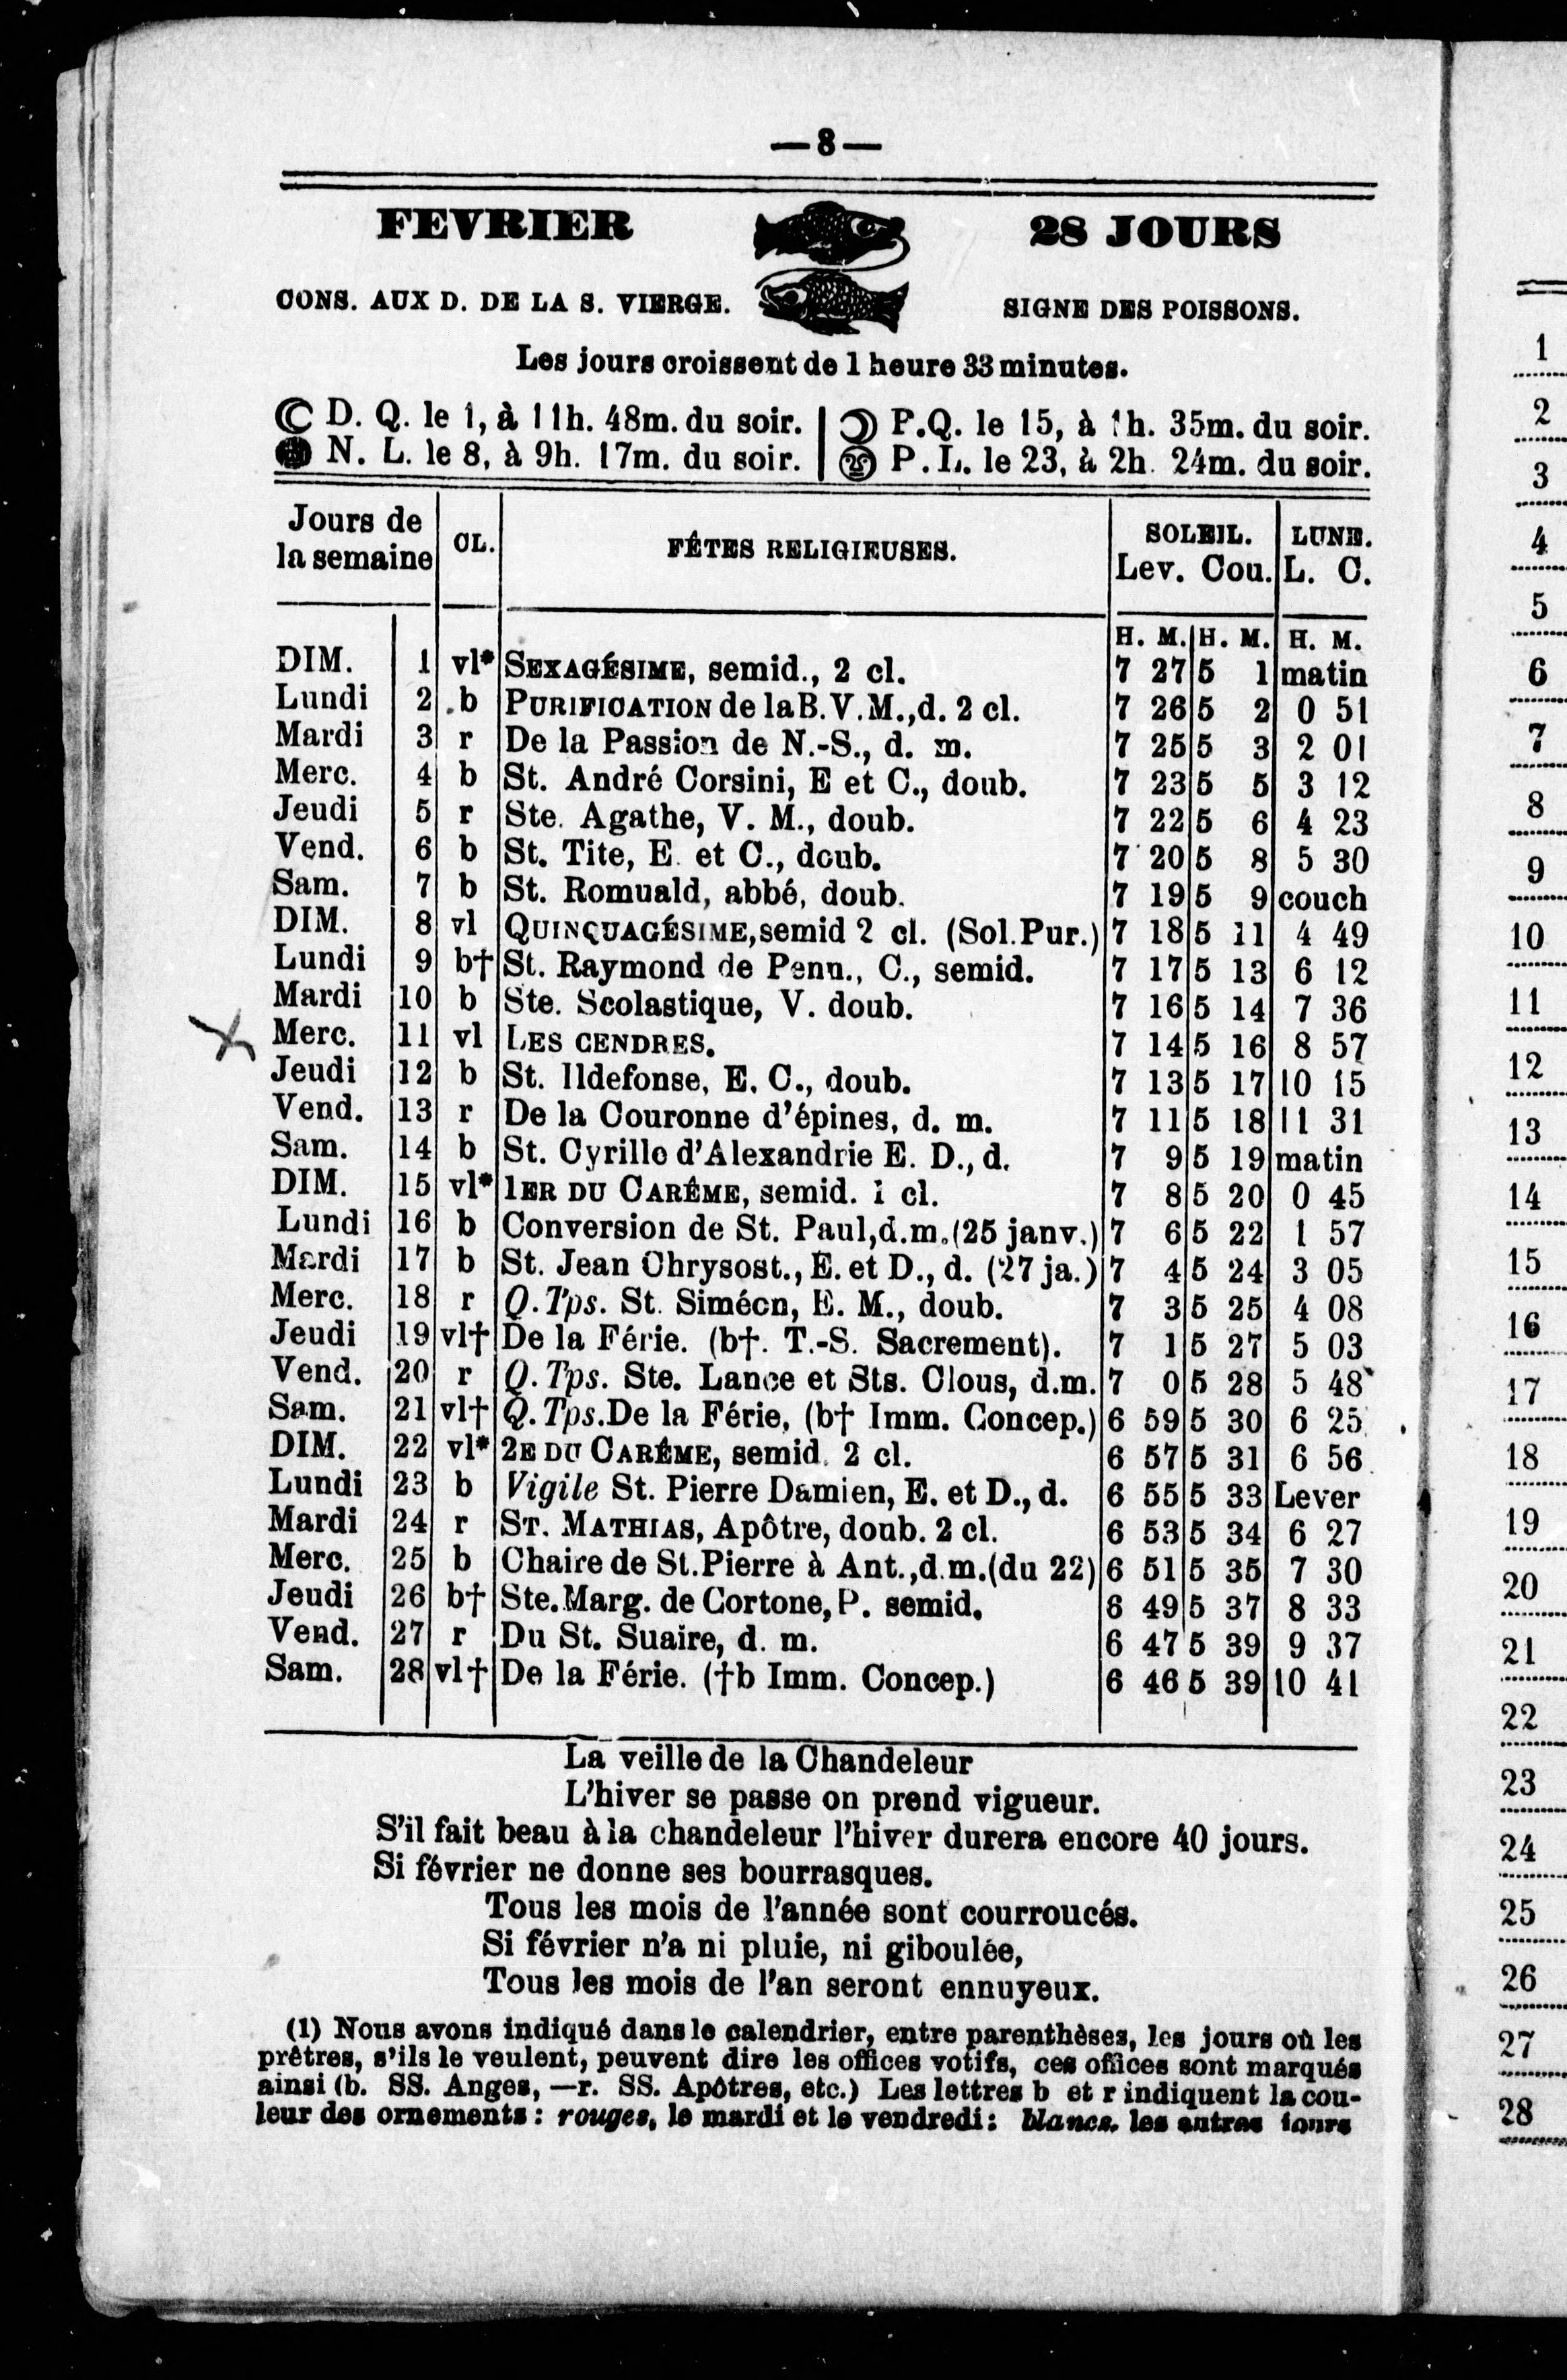 —8—
FEVRIER 28 JOURS
CONS. AUX D. DE LA S. VIERGE. SIGNE DES POISSONS.
Les jours croissent de 1 heure 33 minutes.
D. Q. le 1, à 11h. 48m. du soir. | P.Q. le 15, à 1h. 35m. du soir.
N. L. le 8, à 9h. 17m. du soir. | P. L. le 23, à 2h. 24m. du soir.
Jours de la semaine CL. FÊTES RELIGIEUSES. SOLEIL. LUNE.
Lev. Cou. L. C.
H. M. H. M. H. M.
DIM. 1 vl* SEXAGÉSIME, semid., 2 cl. 7 27 5 1 matin
Lundi 2 b PURIFICATION de la B.V.M.,d. 2 cl. 7 26 5 2 0 51
Mardi 3 r De la Passion de N.-S., d. m. 7 25 5 3 2 01
Merc. 4 b St. André Corsini, E et C., doub. 7 23 5 5 3 12
Jeudi 5 r Ste. Agathe, V. M., doub. 7 22 5 6 4 23
Vend. 6 b St. Tite, E. et C., doub. 7 20 5 8 5 30
Sam. 7 b St. Romuald, abbé, doub. 7 19 5 9 couch
DIM. 8 vl QUINQUAGÉSIME,semid 2 cl. (Sol.Pur.) 7 18 5 11 4 49
Lundi 9 b† St. Raymond de Penn., C., semid. 7 17 5 13 6 12
Mardi 10 b Ste. Scolastique, V. doub. 7 16 5 14 7 36
Merc. 11 vl LES CENDRES. 7 14 5 16 8 57
Jeudi 12 b St. Ildefonse, E. C., doub. 7 13 5 17 10 15
Vend. 13 r De la Couronne d'épines, d. m. 7 11 5 18 11 31
Sam. 14 b St. Cyrille d'Alexandrie E. D., d. 7 9 5 19 matin
DIM. 15 vl* 1ER DU CARÊME, semid. 1 cl. 7 8 5 20 0 45
Lundi 16 b Conversion de St. Paul,d.m.(25 janv.) 7 6 5 22 1 57
Mardi 17 b St. Jean Chrysost., E. et D., d. (27 ja.) 7 4 5 24 3 05
Merc. 18 r Q.Tps. St. Siméon, E. M., doub. 7 3 5 25 4 08
Jeudi 19 vl† De la Férie. (b†. T.-S. Sacrement). 7 1 5 27 5 03
Vend. 20 r Q.Tps. Ste. Lance et Sts. Clous, d.m. 7 0 5 28 5 48
Sam. 21 vl† Q.Tps.De la Férie, (b† Imm. Concep.) 6 59 5 30 6 25
DIM. 22 vl* 2E DU CARÊME, semid. 2 cl. 6 57 5 31 6 56
Lundi 23 b Vigile St. Pierre Damien, E. et D., d. 6 55 5 33 Lever
Mardi 24 r ST. MATHIAS, Apôtre, doub. 2 cl. 6 53 5 34 6 27
Merc. 25 b Chaire de St.Pierre à Ant.,d.m.(du 22) 6 51 5 35 7 30
Jeudi 26 b† Ste.Marg. de Cortone, P. semid. 6 49 5 37 8 33
Vend. 27 r Du St. Suaire, d. m. 6 47 5 39 9 37
Sam. 28 vl† De la Férie. (†b Imm. Concep.) 6 46 5 39 10 41
La veille de la Chandeleur
L'hiver se passe on prend vigueur.
S'il fait beau à la chandeleur l'hiver durera encore 40 jours.
Si février ne donne ses bourrasques.
Tous les mois de l'année sont courroucés.
Si février n'a ni pluie, ni giboulée,
Tous les mois de l'an seront ennuyeux.
(1) Nous avons indiqué dans le calendrier, entre parenthèses, les jours où les
prêtres, s'ils le veulent, peuvent dire les offices votifs, ces offices sont marqués
ainsi (b. SS. Anges, —r. SS. Apôtres, etc.) Les lettres b et r indiquent la cou-
leur des ornements : rouges, le mardi et le vendredi : blancs, les autres jours
1
2
3
4
5
6
7
8
9
10
11
12
13
14
15
16
17
18
19
20
21
22
23
24
25
26
27
28